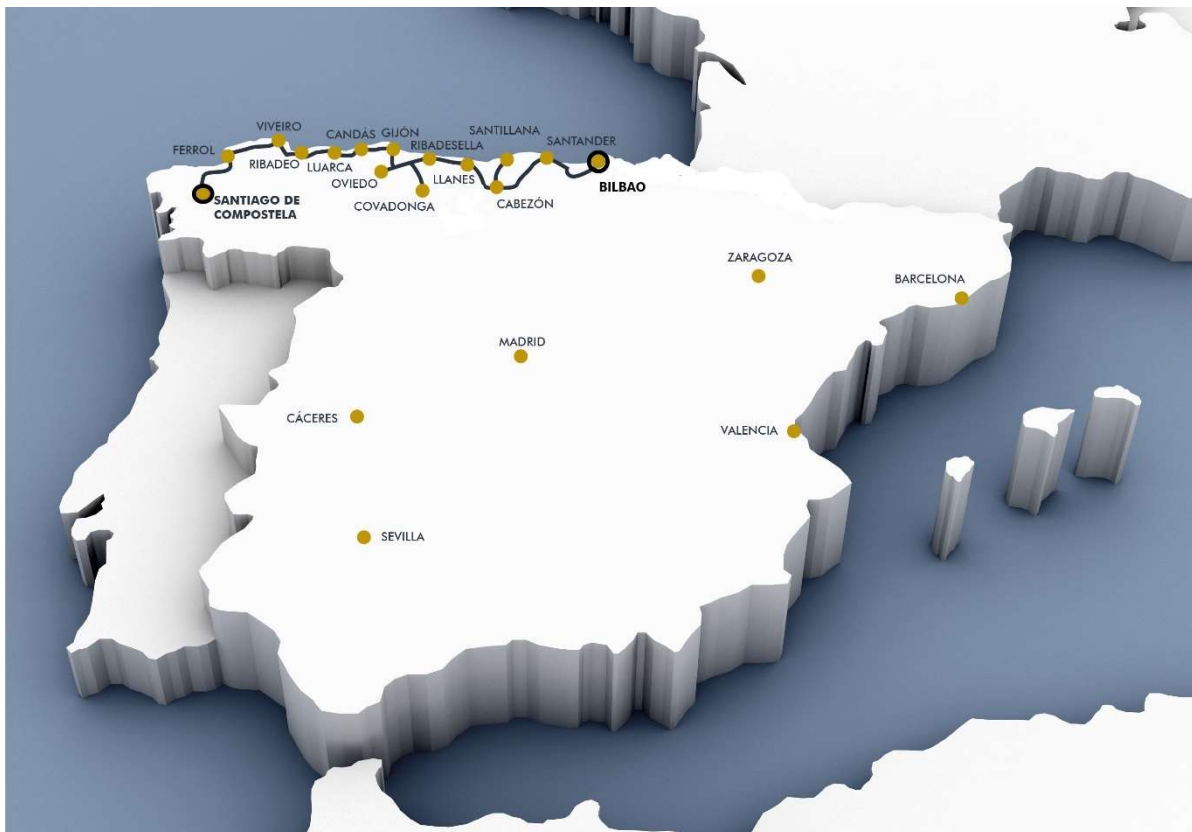 VIVEIRO
CANDÁS
GIJÓN
SANTILLANA
SANTANDER
FERROL
RIBADEO
LUARCA
RIBADESELLA
OVIEDO
LLANES
BILBAO
SANTIAGO DE
COMPOSTELA
COVADONGA
CABEZÓN
ZARAGOZA
BARCELONA
MADRID
CÁCERES
VALENCIA
SEVILLA